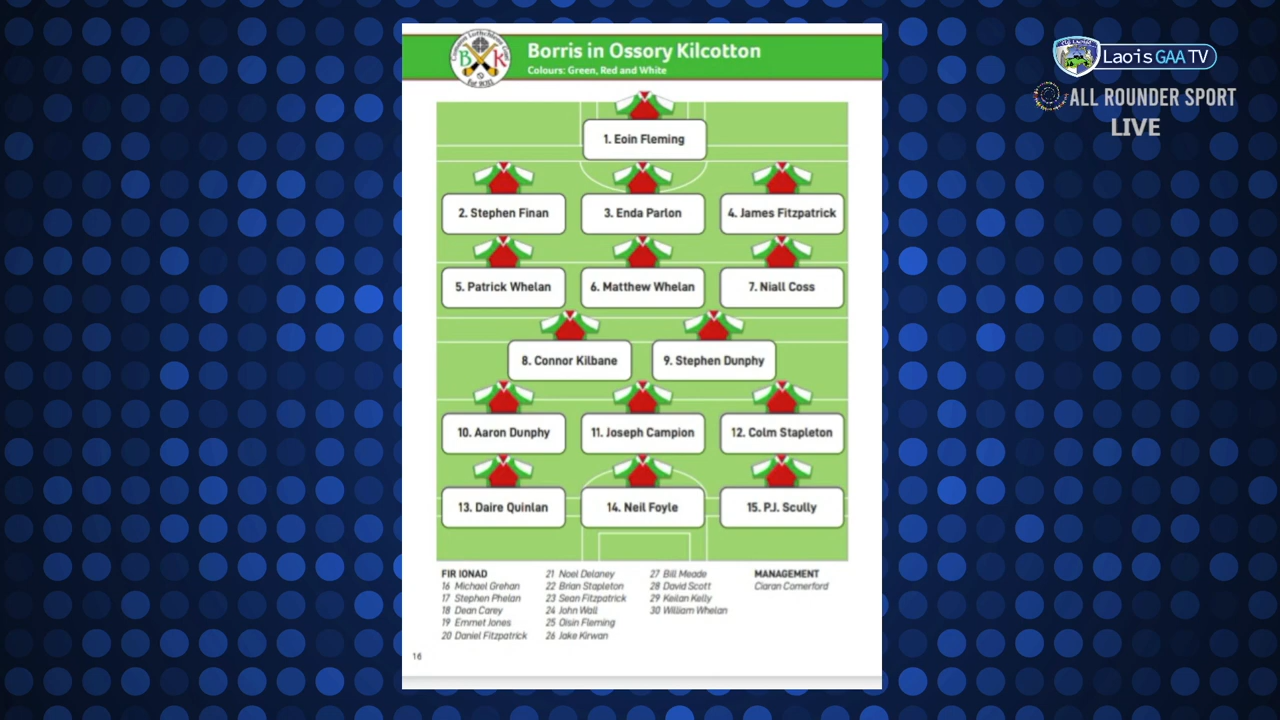 Borris in Ossory Kilcotton
Colours: Green, Red and White
B K
Laois GAA TV
ALL ROUNDER SPORT
LIVE
1. Eoin Fleming
2. Stephen Finan
3. Enda Parlon
4. James Fitzpatrick
5. Patrick Whelan
6. Matthew Whelan
7. Niall Coss
8. Connor Kilbane
9. Stephen Dunphy
10. Aaron Dunphy
11. Joseph Campion
12. Colm Stapleton
13. Daire Quinlan
14. Neil Foyle
15. P.J. Scully
FIR IONAD
16 Michael Grehan
17 Stephen Phelan
18 Dean Carey
19 Emmet Jones
20 Daniel Fitzpatrick
21 Noel Delaney
22 Brian Stapleton
23 Sean Fitzpatrick
24 John Wall
25 Oisin Fleming
26 Jake Kirwan
27 Bill Meade
28 David Scott
29 Keilan Kelly
30 William Whelan
MANAGEMENT
Ciaran Comerford
16